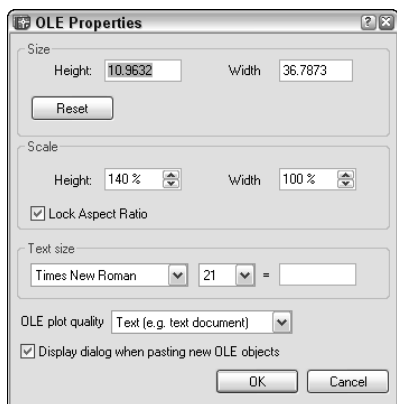 OLE Properties
Size
Height: 10.9632 Width 36.7873
Reset
Scale
Height: 140 % Width 100 %
Lock Aspect Ratio
Text size
Times New Roman 21 =
OLE plot quality Text (e.g. text document)
Display dialog when pasting new OLE objects
OK Cancel